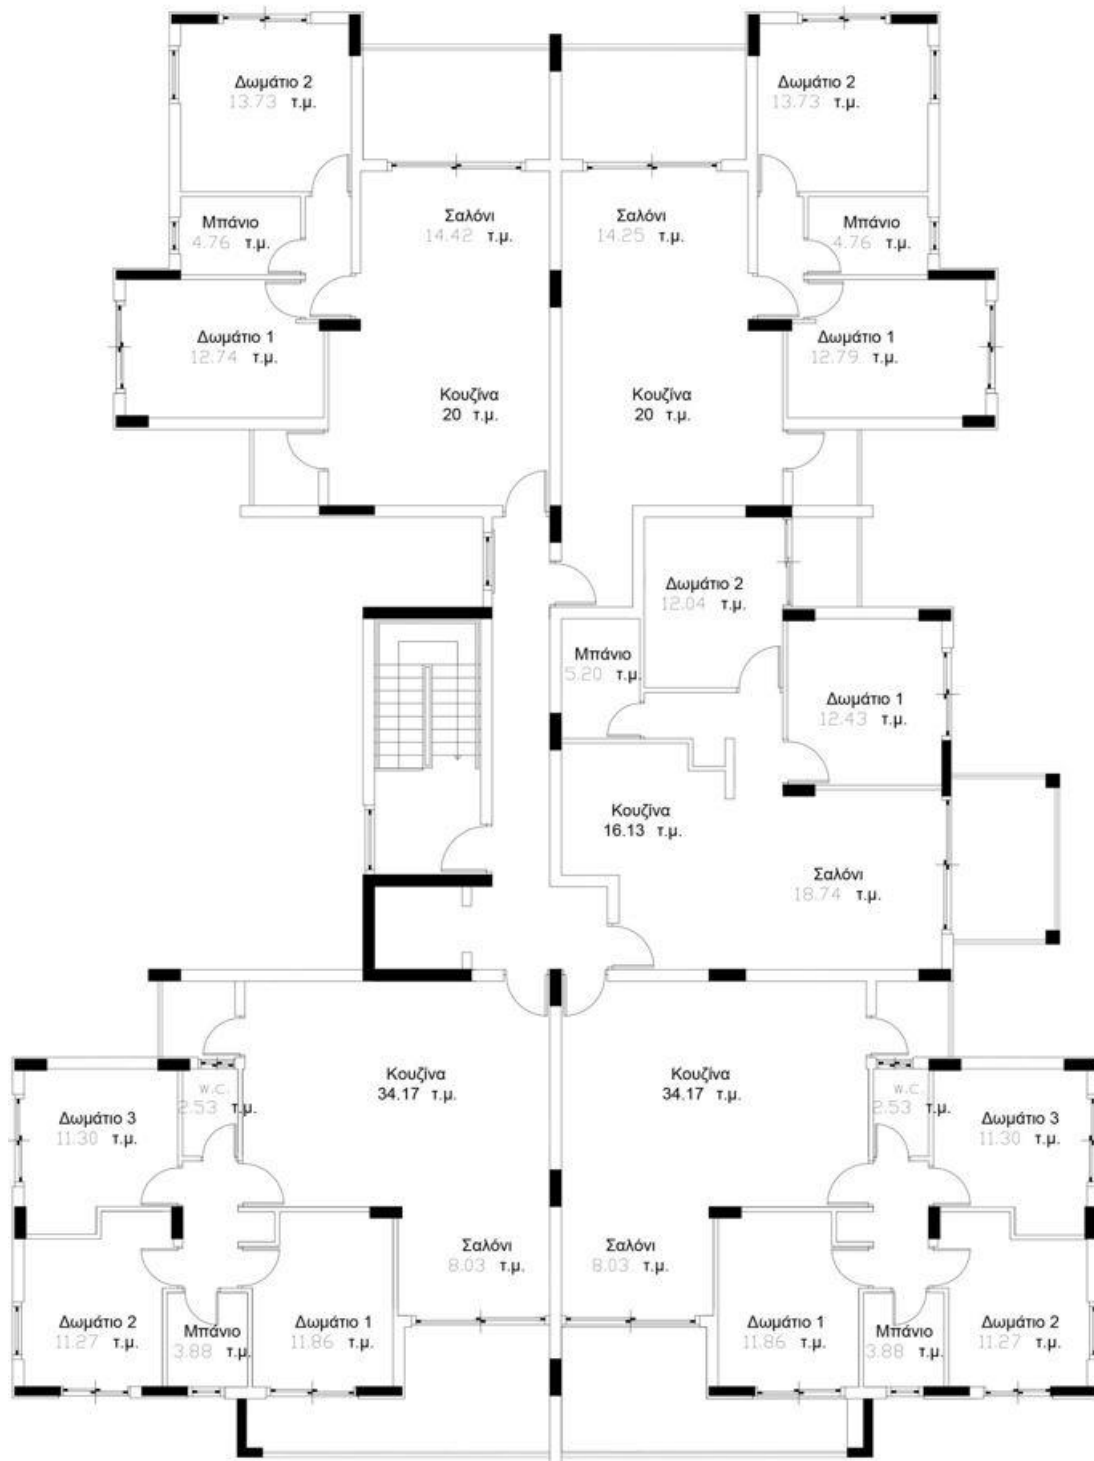 Δωμάτιο 2
13.73 τ.μ.
Δωμάτιο 2
13.73 τ.μ.
Μπάνιο
4.76 τ.μ.
Σαλόνι
14.42 τ.μ.
Σαλόνι
14.25 τ.μ.
Μπάνιο
4.76 τ.μ.
Δωμάτιο 1
12.74 τ.μ.
Δωμάτιο 1
12.79 τ.μ.
Κουζίνα
20 τ.μ.
Κουζίνα
20 τ.μ.
Δωμάτιο 2
12.04 τ.μ.
Μπάνιο
5.20 τ.μ.
Δωμάτιο 1
12.43 τ.μ.
Κουζίνα
16.13 τ.μ.
Σαλόνι
18.74 τ.μ.
Κουζίνα
34.17 τ.μ.
Κουζίνα
34.17 τ.μ.
w.c.
2.53 τ.μ.
w.c.
2.53 τ.μ.
Δωμάτιο 3
11.30 τ.μ.
Δωμάτιο 3
11.30 τ.μ.
Σαλόνι
8.03 τ.μ.
Σαλόνι
8.03 τ.μ.
Δωμάτιο 2
11.27 τ.μ.
Μπάνιο
3.88 τ.μ.
Δωμάτιο 1
11.86 τ.μ.
Δωμάτιο 1
11.86 τ.μ.
Μπάνιο
3.88 τ.μ.
Δωμάτιο 2
11.27 τ.μ.